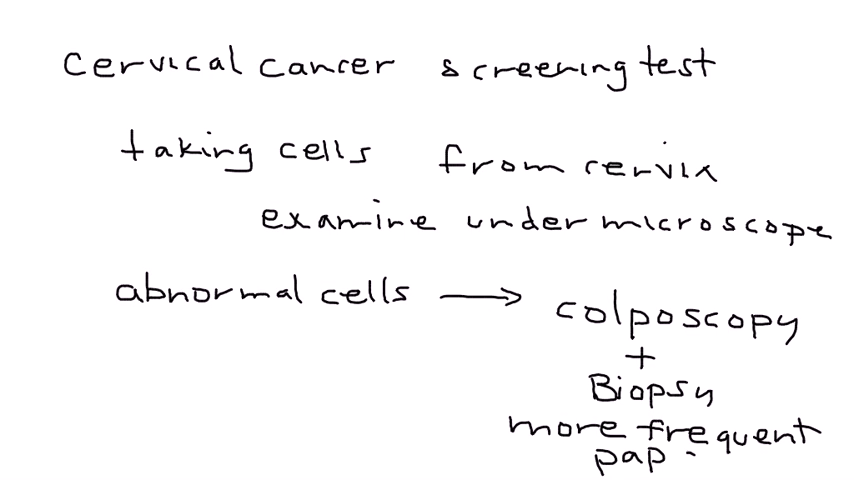 cervical cancer screening test
taking cells from cervix
examine under microscope
abnormal cells → colposcopy
+
Biopsy
more frequent
pap